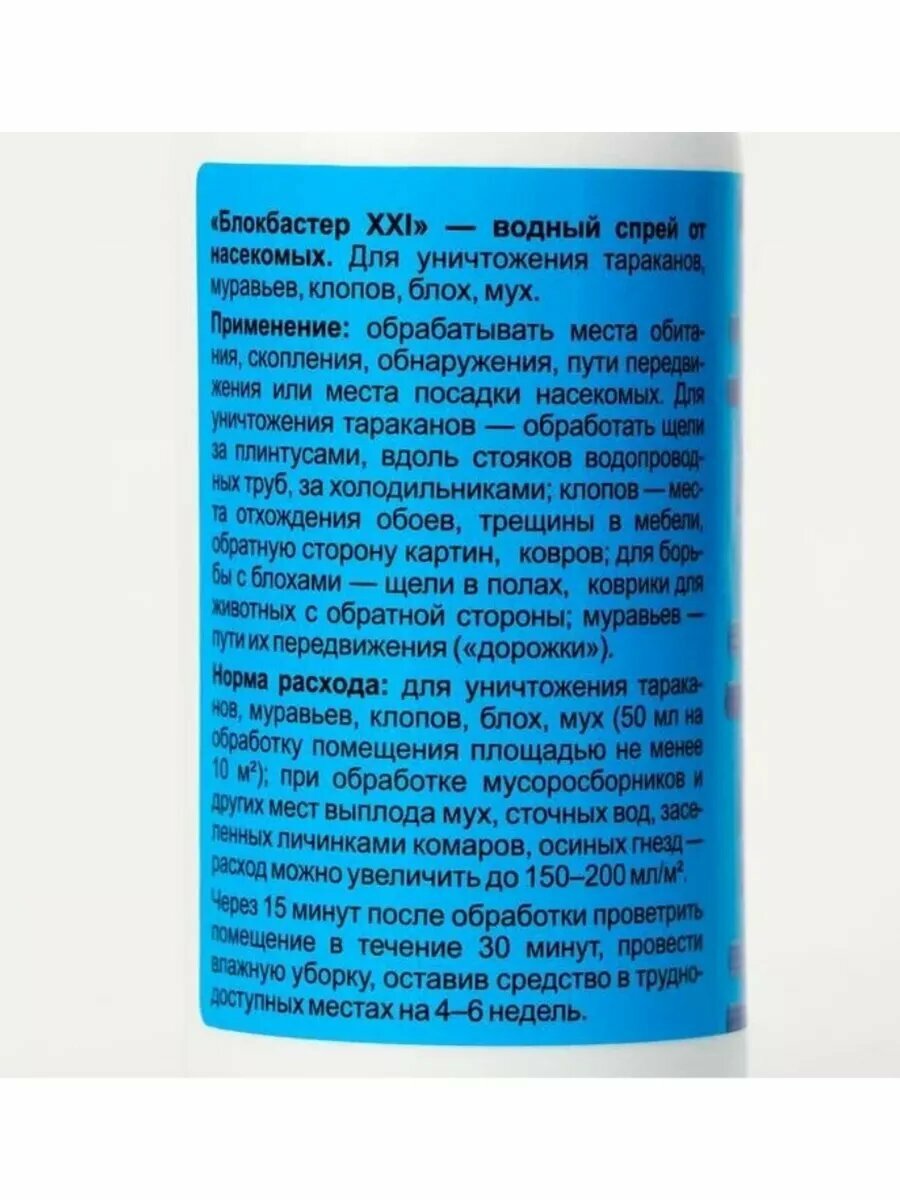 «Блокбастер XXI» — водный спрей от
насекомых. Для уничтожения тараканов,
муравьев, клопов, блох, мух.
Применение: обрабатывать места обита-
ния, скопления, обнаружения, пути передви-
жения или места посадки насекомых. Для
уничтожения тараканов — обработать щели
за плинтусами, вдоль стояков водопровод-
ных труб, за холодильниками; клопов — мес-
та отхождения обоев, трещины в мебели,
обратную сторону картин, ковров; для борь-
бы с блохами — щели в полах, коврики для
животных с обратной стороны; муравьев —
пути их передвижения («дорожки»).
Норма расхода: для уничтожения тарака-
нов, муравьев, клопов, блох, мух (50 мл на
обработку помещения площадью не менее
10 м²); при обработке мусоросборников и
других мест выплода мух, сточных вод, засе-
ленных личинками комаров, осиных гнезд —
расход можно увеличить до 150–200 мл/м².
Через 15 минут после обработки проветрить
помещение в течение 30 минут, провести
влажную уборку, оставив средство в трудно-
доступных местах на 4–6 недель.